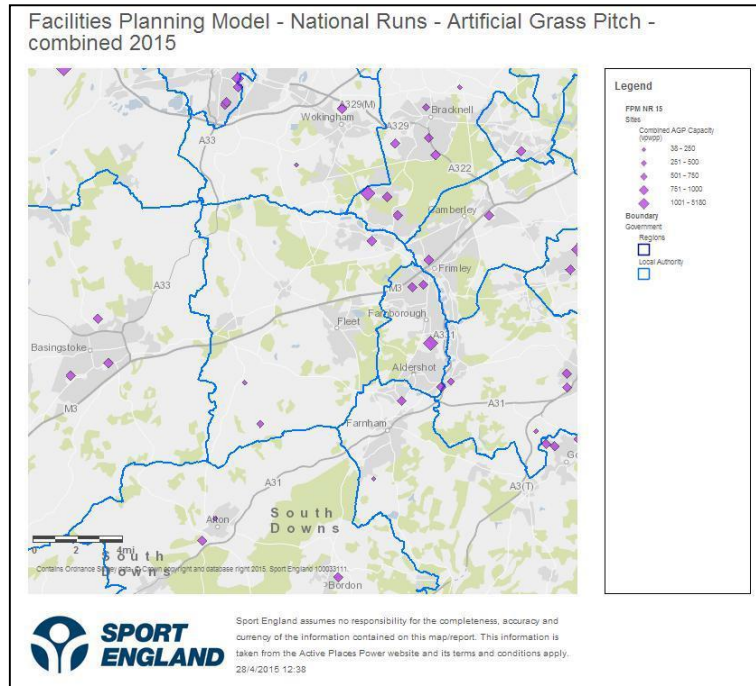 Facilities Planning Model - National Runs - Artificial Grass Pitch -
combined 2015
Legend
FPM NR 15
Sites
Combined AGP Capacity
(vpwpp)
38 - 250
251 - 500
501 - 750
751 - 1000
1001 - 5180
Boundary
Government
Regions
Local Authority
A329(M)
Wokingham
A329
Bracknell
A33
A322
Camberley
A33
Frimley
M3
Fleet
Farnborough
Basingstoke
A331
Aldershot
M3
A31
Farnham
A31
A3(T)
South
Downs
Alton
0 2 4mi
South
Downs
Contains Ordnance Survey data © Crown copyright and database right 2015. Sport England 100033111.
Bordon
SPORT
ENGLAND
Sport England assumes no responsibility for the completeness, accuracy and
currency of the information contained on this map/report. This information is
taken from the Active Places Power website and its terms and conditions apply.
28/4/2015 12:38